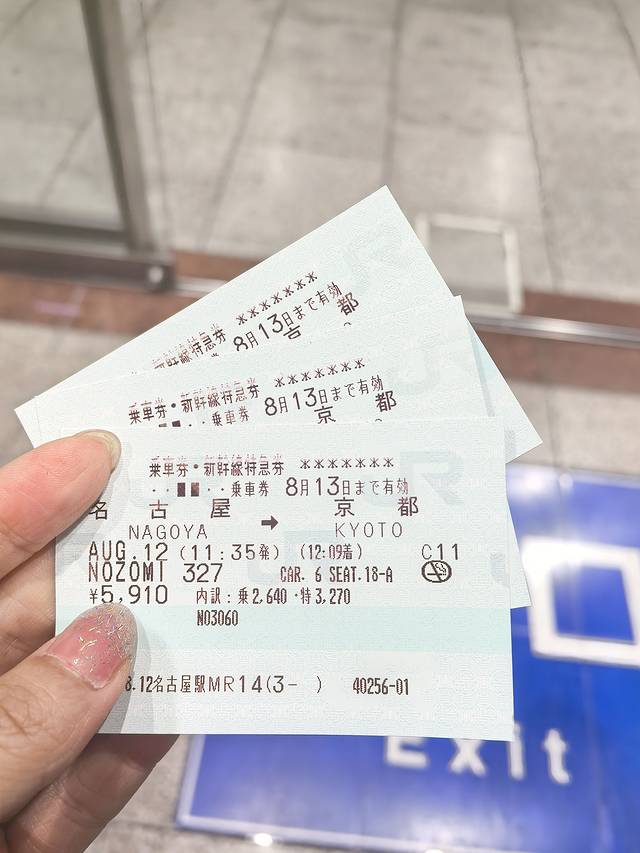 *******
新幹線特急券
8月13日まで有効
都
乗車券・新幹線特急券 *******
・・乗車券 8月13日まで有効
京 都
乗車券・新幹線特急券 *******
・・■■・・乗車券 8月13日まで有効
名 古 屋 ➡ 京 都
NAGOYA KYOTO
AUG.12 (11:35発) (12:09着) C11
NOZOMI 327 CAR. 6 SEAT.18-A
¥5,910 内訳:乗2,640・特3,270
N03060
8.12名古屋駅MR14(3- ) 40256-01
Exit